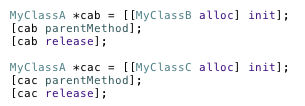 MyClassA *cab = [[MyClassB alloc] init];
[cab parentMethod];
[cab release];
MyClassA *cac = [[MyClassC alloc] init];
[cac parentMethod];
[cac release];